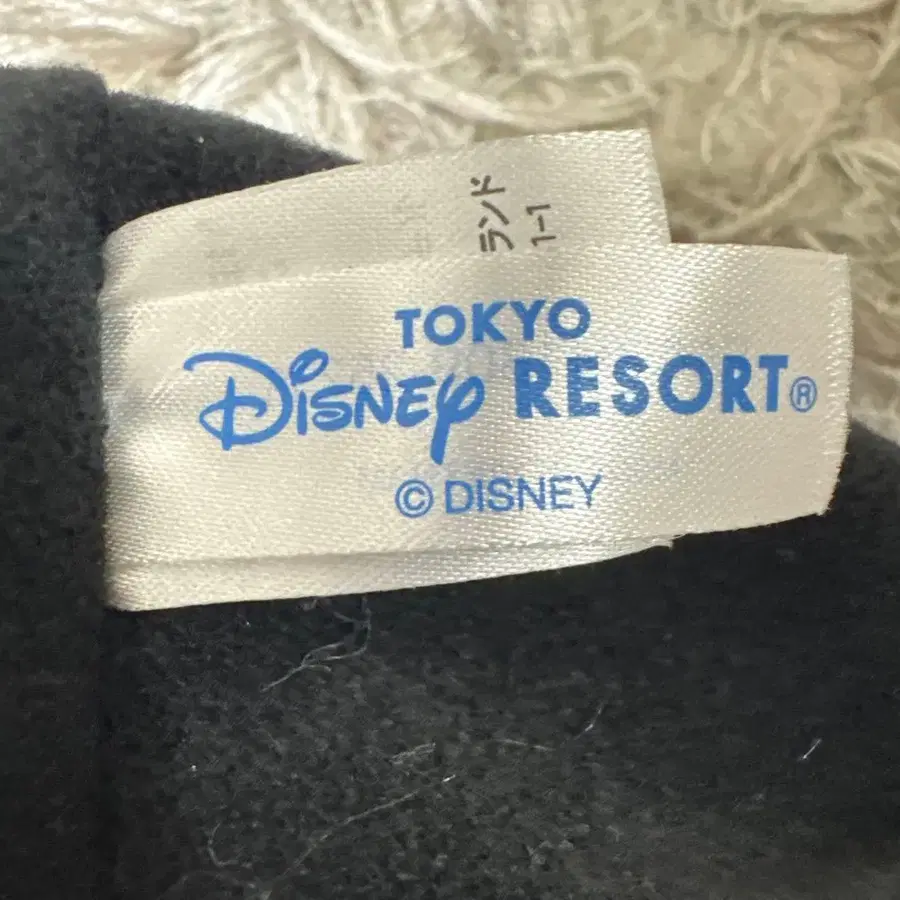 ランド
1-1
TOKYO
Disney RESORT®
© DISNEY